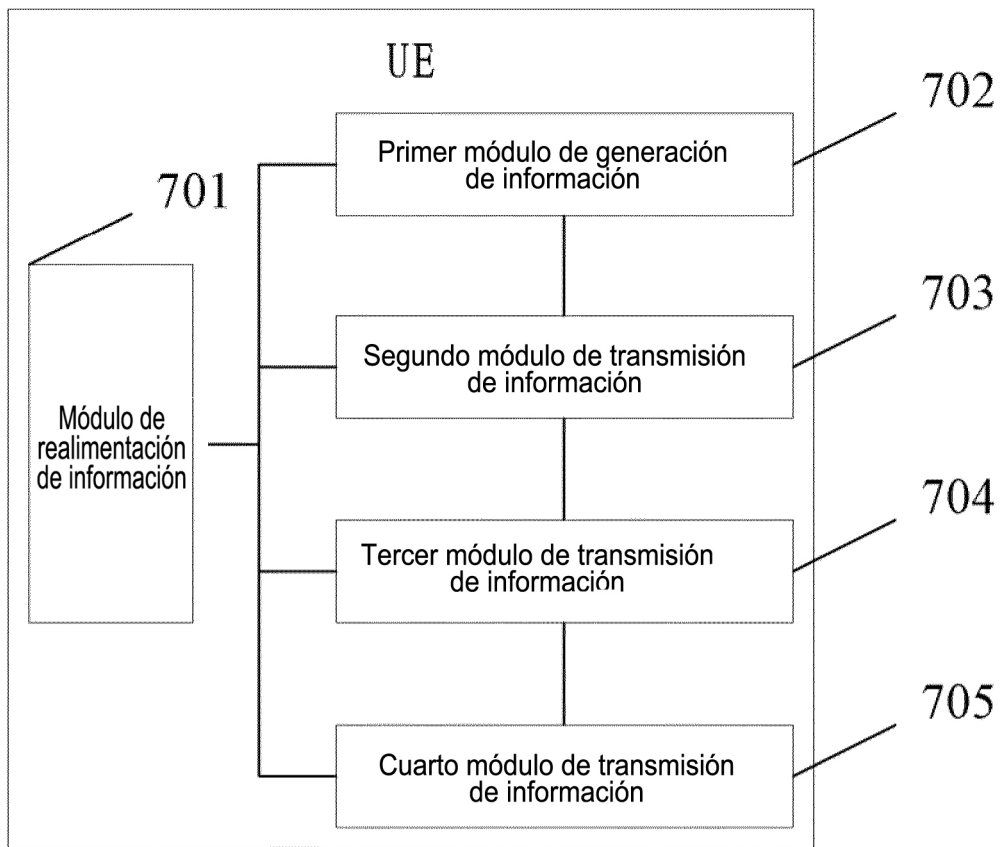 UE
702
Primer módulo de generación
de información
701
703
Segundo módulo de transmisión
de información
Módulo de
realimentación
de información
704
Tercer módulo de transmisión
de información
705
Cuarto módulo de transmisión
de información